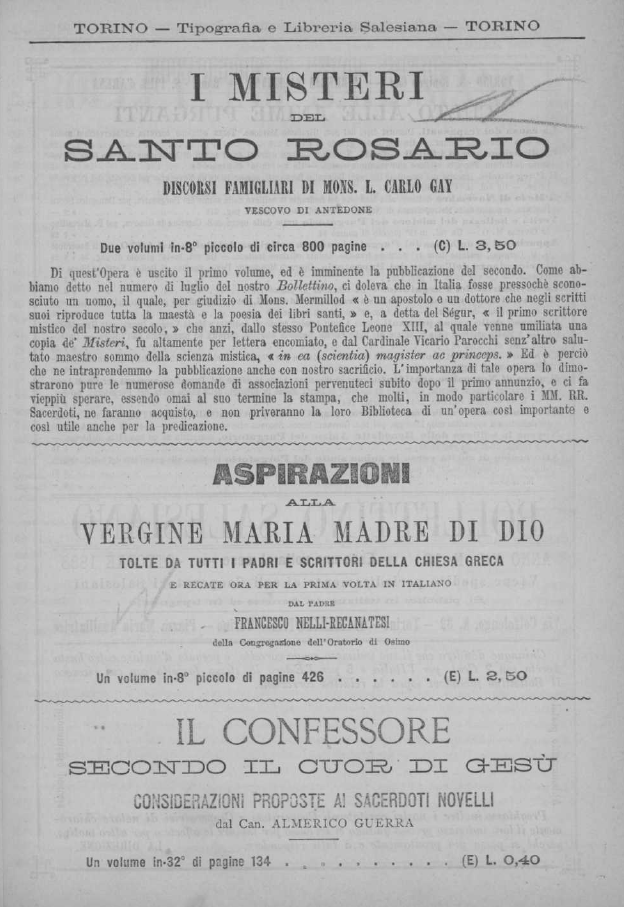 TORINO — Tipografia e Libreria Salesiana — TORINO
I MISTERI
DEL
SANTO ROSARIO
DISCORSI FAMIGLIARI DI MONS. L. CARLO GAY
VESCOVO DI ANTEDONE
Due volumi in-8° piccolo di circa 800 pagine . . . (C) L. 3,50
Di quest'Opera è uscito il primo volume, ed è imminente la pubblicazione del secondo. Come ab-
biamo detto nel numero di luglio del nostro Bollettino, ci doleva che in Italia fosse pressochè scono-
sciuto un uomo, il quale, per giudizio di Mons. Mermillod « è un apostolo e un dottore che negli scritti
suoi riproduce tutta la maestà e la poesia dei libri santi, » e, a detta del Ségur, « il primo scrittore
mistico del nostro secolo, » che anzi, dallo stesso Pontefice Leone XIII, al quale venne umiliata una
copia de' Misteri, fu altamente per lettera encomiato, e dal Cardinale Vicario Parocchi senz'altro salu-
tato maestro sommo della scienza mistica, « in ea (scientia) magister ac princeps. » Ed è perciò
che ne intraprendemmo la pubblicazione anche con nostro sacrifizio. L'importanza di tale opera lo dimo-
strarono pure le numerose domande di associazioni pervenuteci subito dopo il primo annunzio, e ci fa
vieppiù sperare, essendo omai al suo termine la stampa, che molti, in modo particolare i MM. RR.
Sacerdoti, ne faranno acquisto, e non priveranno la loro Biblioteca di un'opera così importante e
così utile anche per la predicazione.
ASPIRAZIONI
ALLA
VERGINE MARIA MADRE DI DIO
TOLTE DA TUTTI I PADRI E SCRITTORI DELLA CHIESA GRECA
E RECATE ORA PER LA PRIMA VOLTA IN ITALIANO
DAL PADRE
FRANCESCO NELLI-RECANATESI
della Congregazione dell'Oratorio di Osimo
Un volume in-8° piccolo di pagine 426 . . . . . . (E) L. 2,50
IL CONFESSORE
SECONDO IL CUOR DI GESÙ
CONSIDERAZIONI PROPOSTE AI SACERDOTI NOVELLI
dal Can. ALMERICO GUERRA
Un volume in-32° di pagine 134 . . . . . . . . (E) L. 0,40